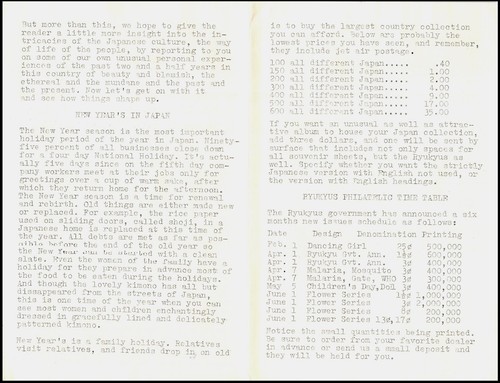 But more than this, we hope to give the
reader a little more insight into the in-
tricacies of the Japanese culture, the way
of life of the people, by reporting to you
on some of our own unusual personal exper-
iences of the past two and a half years in
this country of beauty and blemish, the
ethereal and the mundane and the past and
the present. Now let's get on with it
and see how things shape up.
NEW YEAR'S IN JAPAN
The New Year season is the most important
holiday period of the year in Japan. Ninety-
five percent of all businesses close down
for a four day National Holiday. It's actu-
ally five days since on the fifth day com-
pany workers meet at their jobs only for
greetings over a cup of warm sake, after
which they return home for the afternoon.
The New Year season is a time for renewal
and rebirth. Old things are either made new
or replaced. For example, the rice paper
used on sliding doors, called shoji, in a
Japanese home is replaced at this time of
the year. All debts are met as far as pos-
sible before the end of the old year so
the New Year can be started with a clean
slate. Even the women of the family have a
holiday for they prepare in advance most of
the food to be eaten during the holidays.
And though the lovely kimono has all but
disappeared from the streets of Japan,
this is one time of the year when you can
see most women and children enchantingly
dressed in gracefully lined and delicately
patterned kimano.
New Year's is a family holiday. Relatives
visit relatives, and friends drop in on old
is to buy the largest country collection
you can afford. Below are probably the
lowest prices you have seen, and remember,
they include jet air postage.
100 all different Japan..... .40
150 all different Japan..... 1.00
200 all different Japan..... 2.00
300 all different Japan..... 4.00
400 all different Japan..... 9.00
500 all different Japan..... 17.00
600 all different Japan..... 35.00
If you want an unusual as well as attrac-
tive album to house your Japan collection,
add three dollars, and one will be sent by
surface that includes not only spaces for
all souvenir sheets, but the Ryukyus as
well. Specify whether you want the strictly
Japanese version with English not used, or
the version with English headings.
RYUKYUS PHILATELIC TIME TABLE
The Ryukyus government has announced a six
months new issues schedule as follows:
Date Design Denomination Printing
Feb. 1 Dancing Girl 25¢ 500,000
Apr. 1 Ryukyu Gvt. Ann. 1½¢ 600,000
Apr. 1 Ryukyu Gvt. Ann. 3¢ 400,000
Apr. 7 Malaria, Mosquito 3¢ 400,000
Apr. 7 Malaria, Gate, WHO 8¢ 300,000
May 5 Children's Day, Doll 3¢ 400,000
June 1 Flower Series ½¢ 2,000,000
June 1 Flower Series 3¢ 2,000,000
June 1 Flower Series 8¢ 200,000
June 1 Flower Series 13¢, 17¢ 200,000
Notice the small quantities being printed.
Be sure to order from your favorite dealer
in advance or send us a small deposit and
they will be held for you.